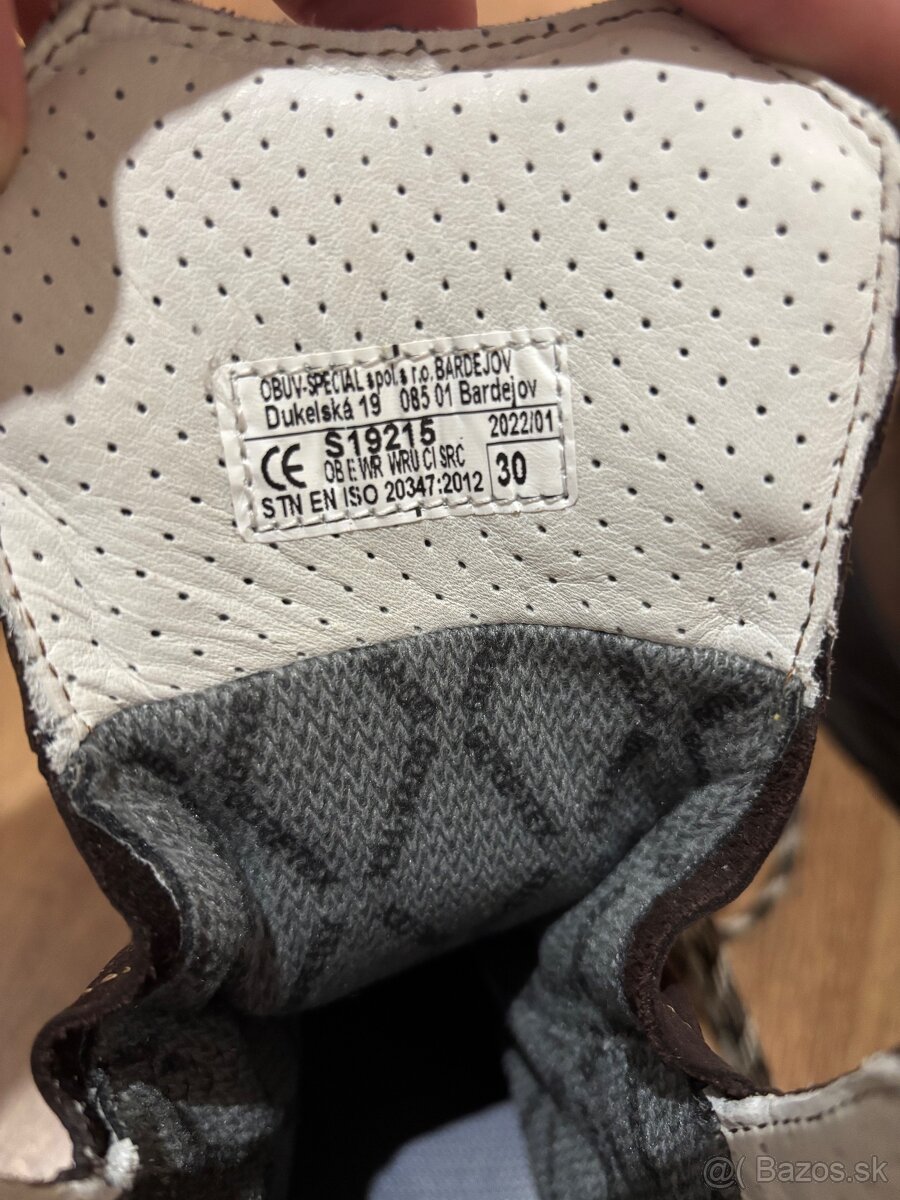 OBUV-SPECIAL spol. s r.o. BARDEJOV
Dukelská 19 085 01 Bardejov
CE S19215 2022/01
OB E WR WRU CI SRC 30
STN EN ISO 20347:2012
@( Bazos.sk